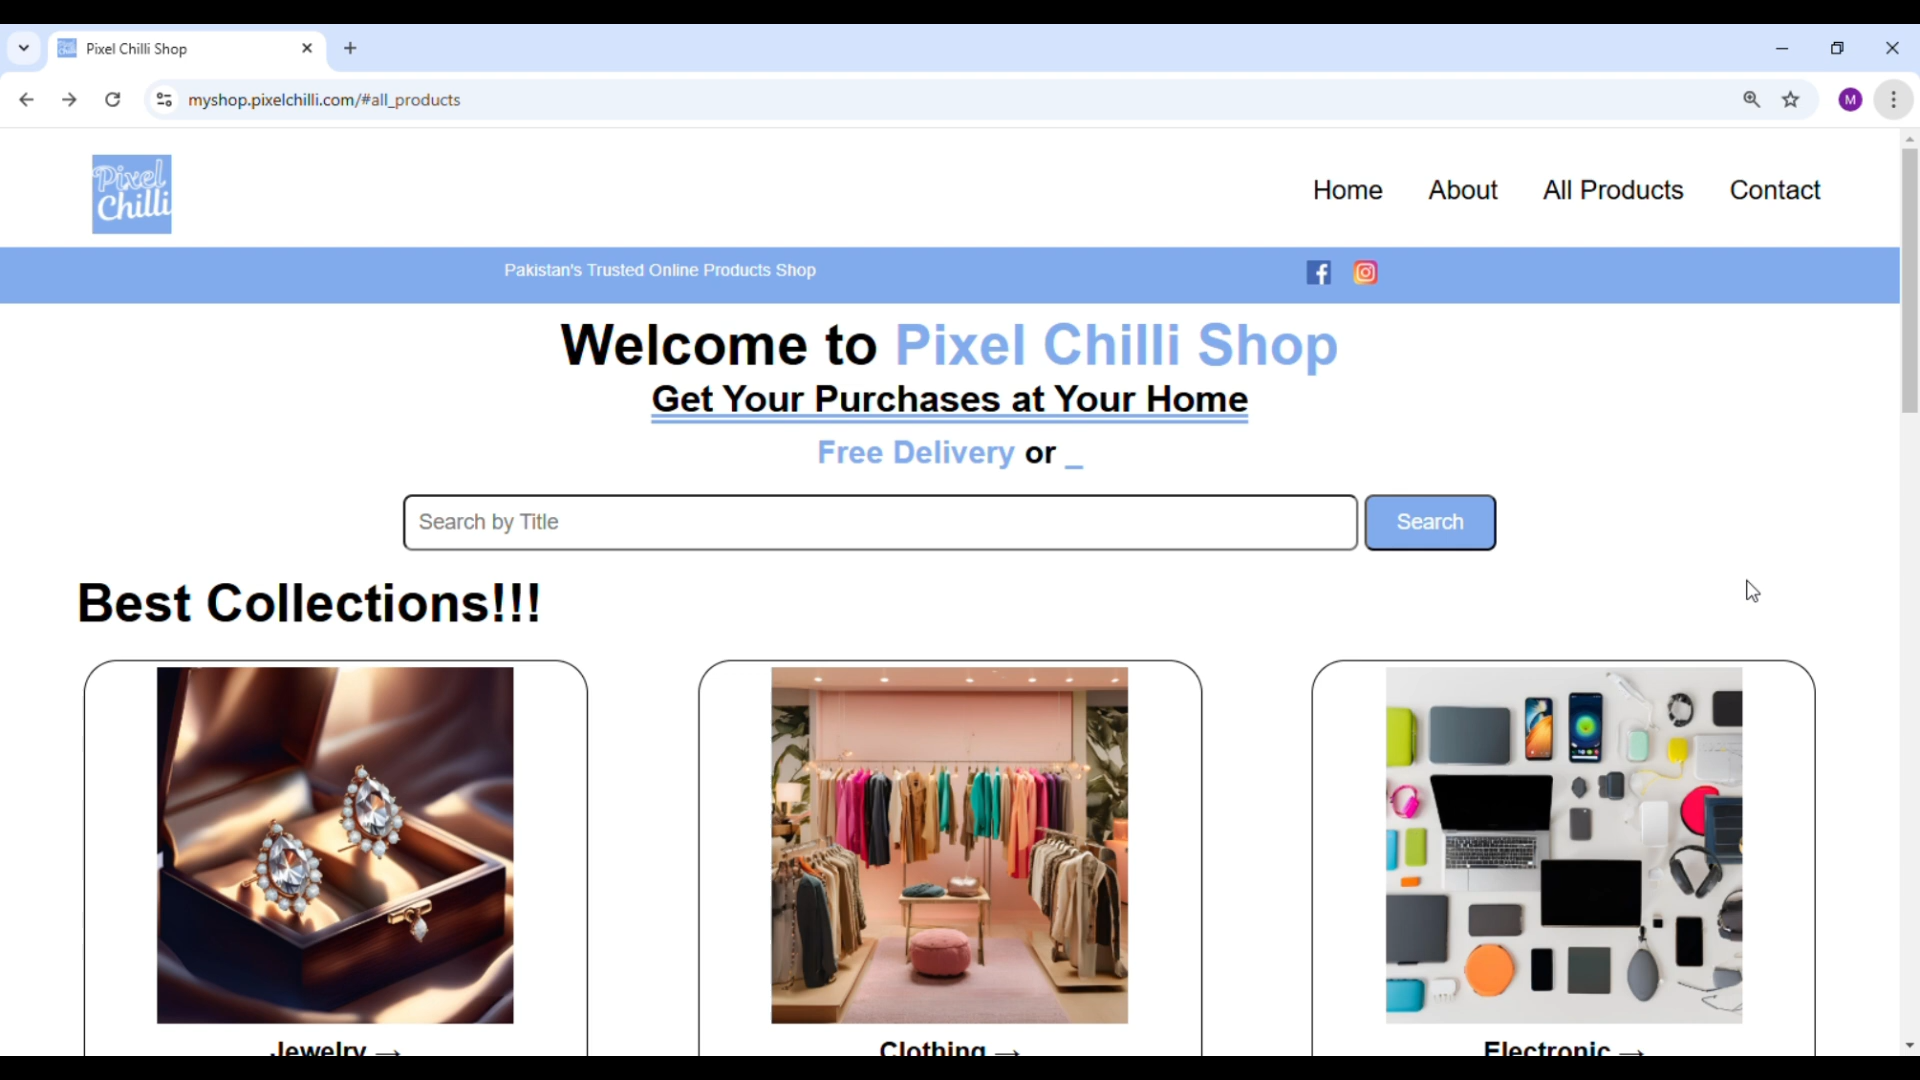 Pixel Chilli Shop
myshop.pixelchilli.com/#all_products
M
Pixel
Chilli
Home About All Products Contact
Pakistan's Trusted Online Products Shop
Welcome to Pixel Chilli Shop
Get Your Purchases at Your Home
Free Delivery or _
Search by Title Search
Best Collections!!!
Jewelry → Clothing → Electronic →